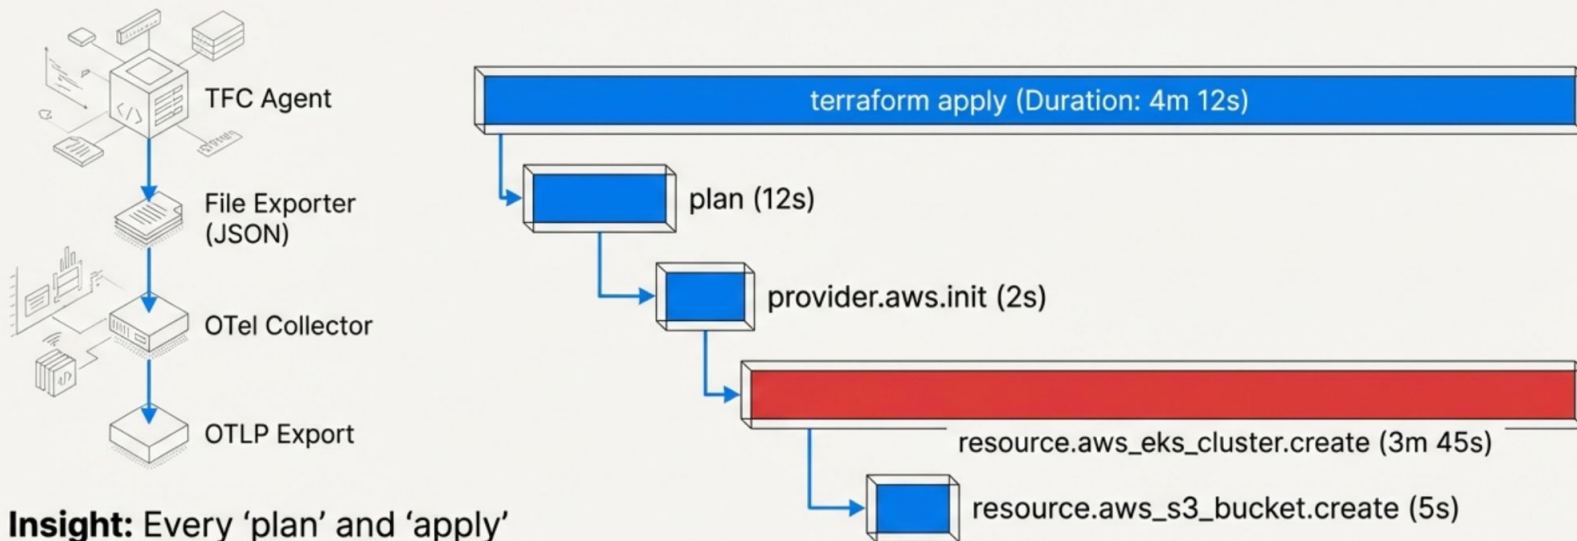 TFC Agent
File Exporter
(JSON)
OTel Collector
OTLP Export
Insight: Every ‘plan’ and ‘apply’
terraform apply (Duration: 4m 12s)
plan (12s)
provider.aws.init (2s)
resource.aws_eks_cluster.create (3m 45s)
resource.aws_s3_bucket.create (5s)